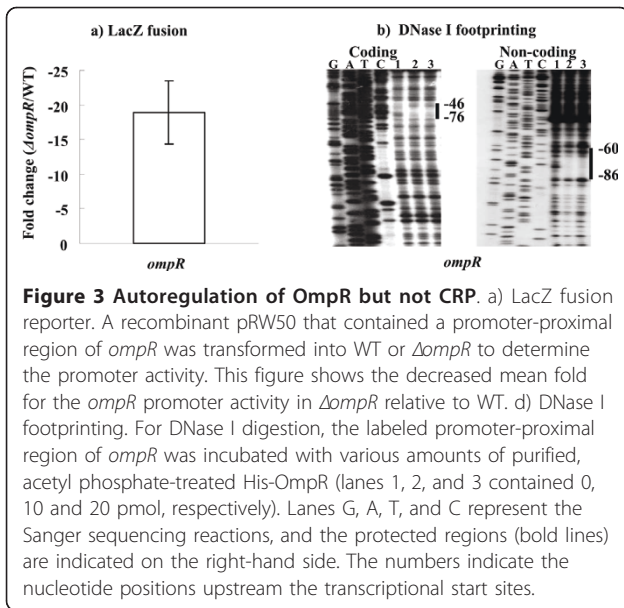 a) LacZ fusion
Fold change (ΔompR/WT)
-25
-20
-15
-10
-5
0
ompR
b) DNase I footprinting
Coding
G A T C 1 2 3
-46
-76
Non-coding
G A T C 1 2 3
-60
-86
ompR
Figure 3 Autoregulation of OmpR but not CRP. a) LacZ fusion
reporter. A recombinant pRW50 that contained a promoter-proximal
region of ompR was transformed into WT or ΔompR to determine
the promoter activity. This figure shows the decreased mean fold
for the ompR promoter activity in ΔompR relative to WT. d) DNase I
footprinting. For DNase I digestion, the labeled promoter-proximal
region of ompR was incubated with various amounts of purified,
acetyl phosphate-treated His-OmpR (lanes 1, 2, and 3 contained 0,
10 and 20 pmol, respectively). Lanes G, A, T, and C represent the
Sanger sequencing reactions, and the protected regions (bold lines)
are indicated on the right-hand side. The numbers indicate the
nucleotide positions upstream the transcriptional start sites.